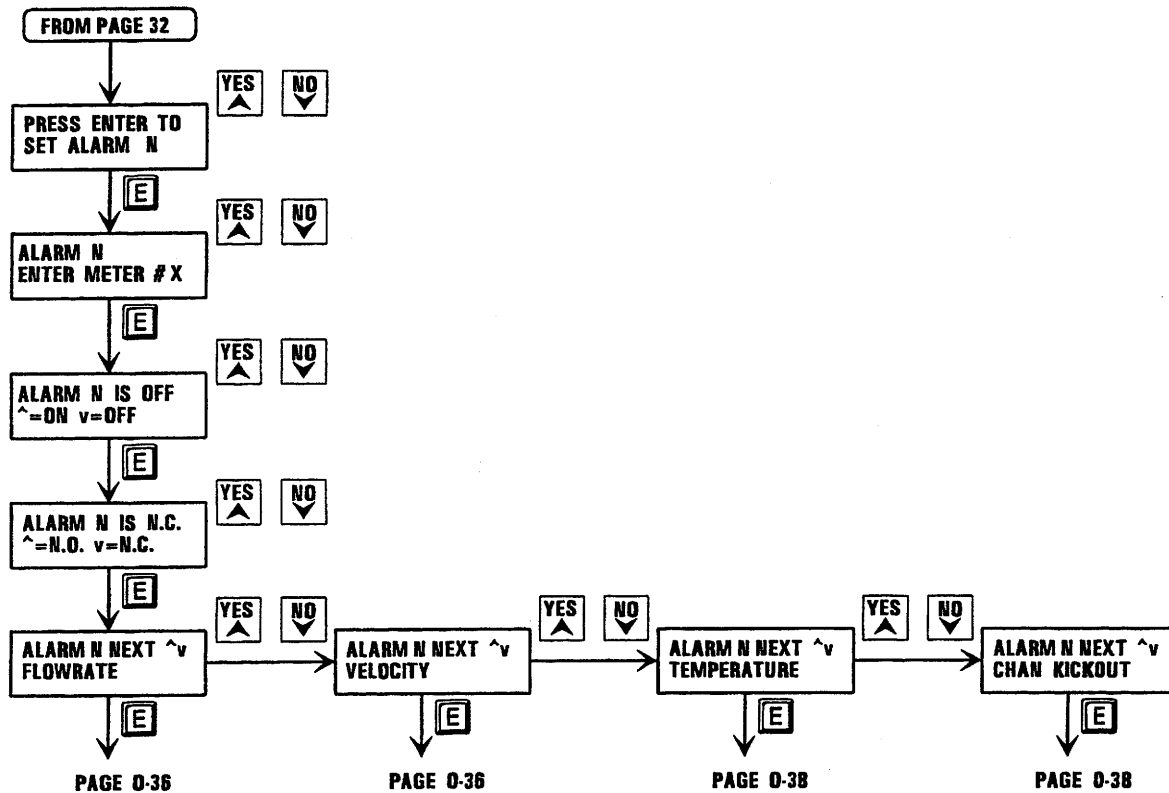 FROM PAGE 32
YES NO
PRESS ENTER TO
SET ALARM N
E
YES NO
ALARM N
ENTER METER # X
E
YES NO
ALARM N IS OFF
^=ON v=OFF
E
YES NO
ALARM N IS N.C.
^=N.O. v=N.C.
E
YES NO
YES NO
YES NO
ALARM N NEXT ^v
FLOWRATE
ALARM N NEXT ^v
VELOCITY
ALARM N NEXT ^v
TEMPERATURE
ALARM N NEXT ^v
CHAN KICKOUT
E
E
E
E
PAGE 0-36
PAGE 0-36
PAGE 0-38
PAGE 0-38